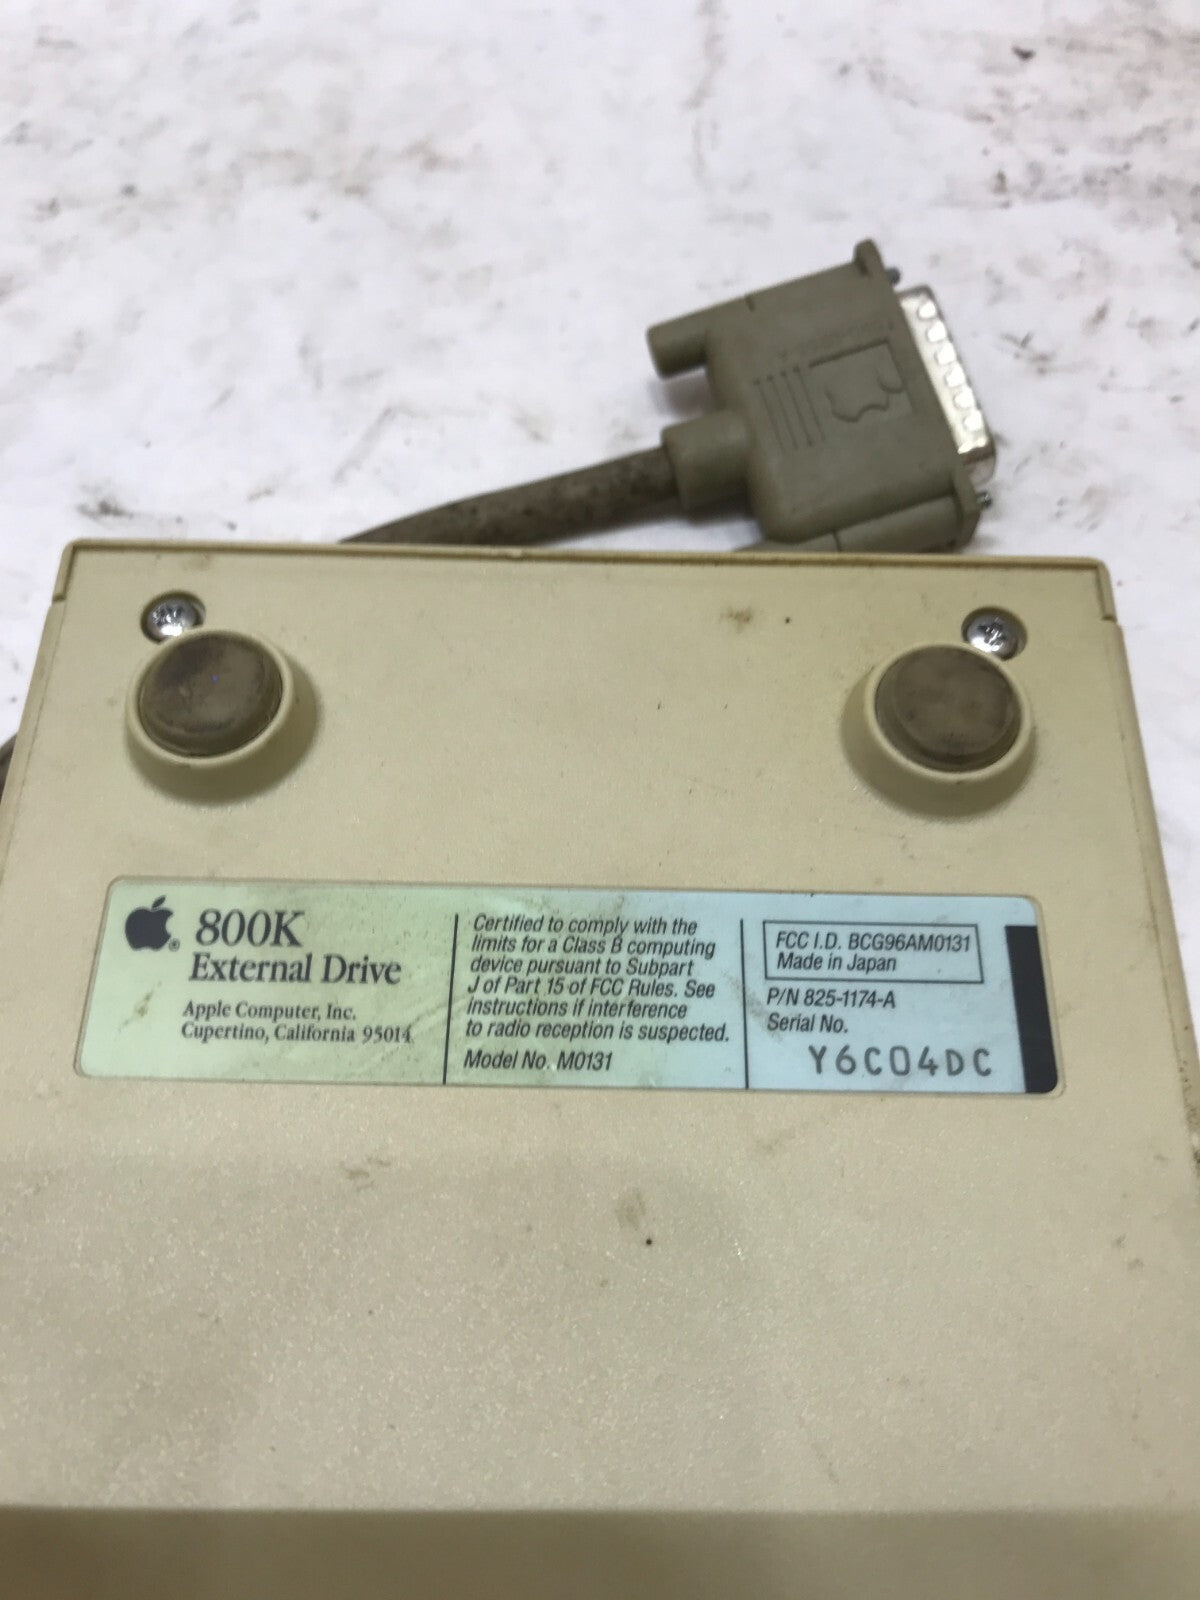 800K
External Drive
Apple Computer, Inc.
Cupertino, California 95014
Certified to comply with the
limits for a Class B computing
device pursuant to Subpart
J of Part 15 of FCC Rules. See
instructions if interference
to radio reception is suspected.
Model No. M0131
FCC I.D. BCG96AM0131
Made in Japan
P/N 825-1174-A
Serial No.
Y6C04DC